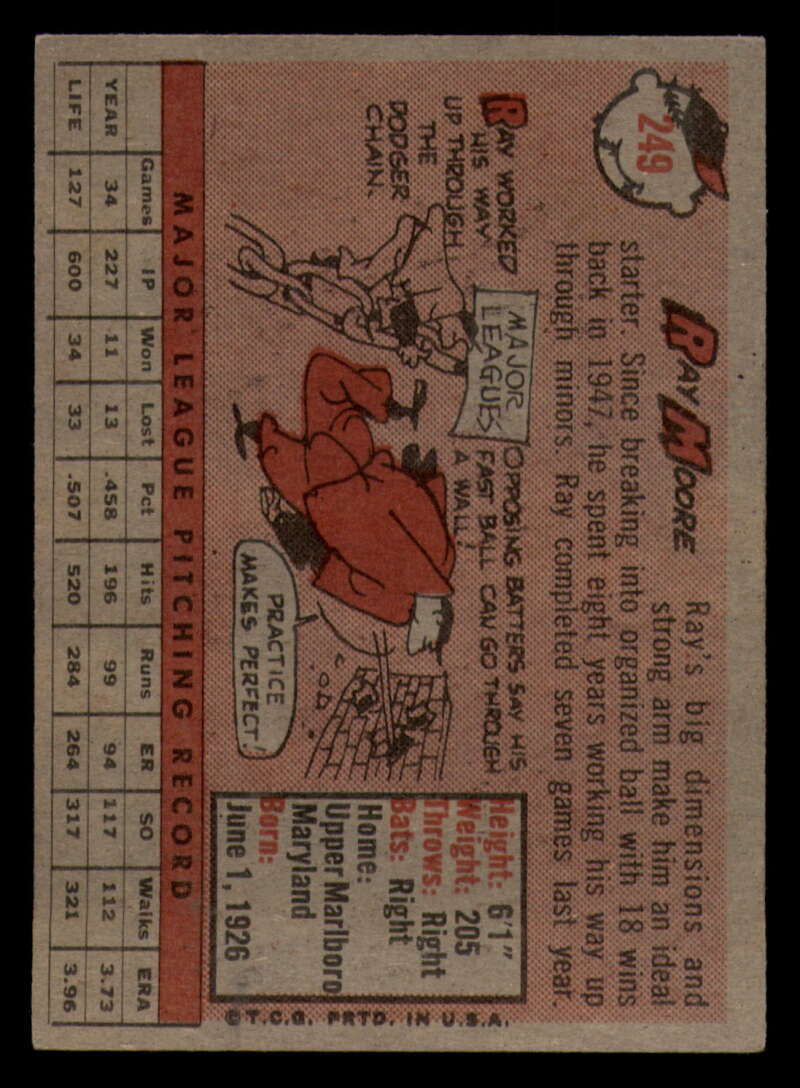 249
RAY MOORE
Ray's big dimensions and
strong arm make him an ideal
starter. Since breaking into organized ball with 18 wins
back in 1947, he spent eight years working his way up
through minors. Ray completed seven games last year.
RAY WORKED
HIS WAY
UP THROUGH
THE
DODGER
CHAIN.
MAJOR
LEAGUES
OPPOSING BATTERS SAY HIS
FAST BALL CAN GO THROUGH
A WALL!
PRACTICE
MAKES PERFECT!
Height: 6'1"
Weight: 205
Throws: Right
Bats: Right
Home:
Upper Marlboro
Maryland
Born:
June 1, 1926
©T.C.G. PRTD. IN U.S.A.
MAJOR LEAGUE PITCHING RECORD
Games IP Won Lost Pct Hits Runs ER SO Walks ERA
YEAR 34 227 11 13 .458 196 99 94 117 112 3.73
LIFE 127 600 34 33 .507 520 284 264 317 321 3.96